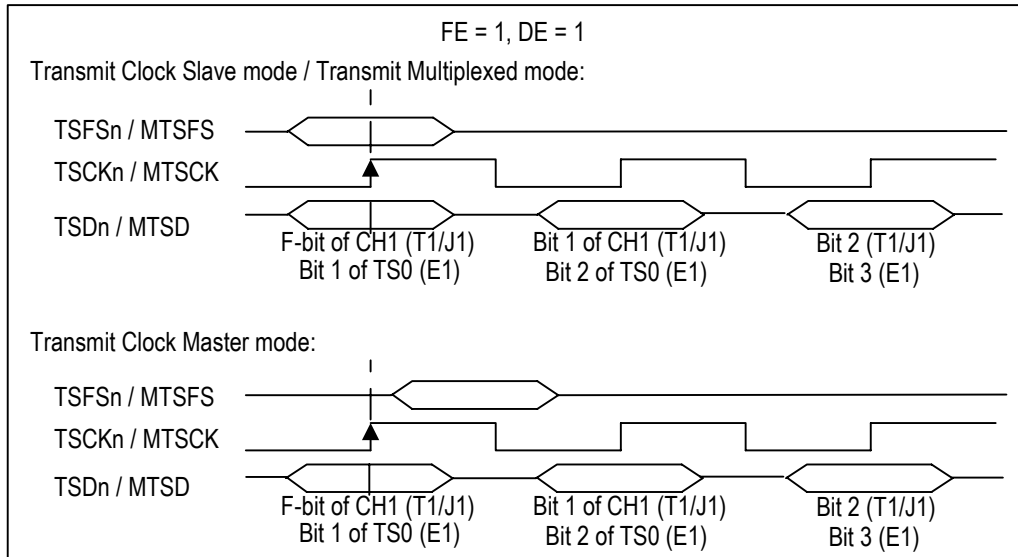 FE = 1, DE = 1
Transmit Clock Slave mode / Transmit Multiplexed mode:
TSFSn / MTSFS
TSCKn / MTSCK
TSDn / MTSD
F-bit of CH1 (T1/J1) Bit 1 of CH1 (T1/J1) Bit 2 (T1/J1)
Bit 1 of TS0 (E1) Bit 2 of TS0 (E1) Bit 3 (E1)
Transmit Clock Master mode:
TSFSn / MTSFS
TSCKn / MTSCK
TSDn / MTSD
F-bit of CH1 (T1/J1) Bit 1 of CH1 (T1/J1) Bit 2 (T1/J1)
Bit 1 of TS0 (E1) Bit 2 of TS0 (E1) Bit 3 (E1)